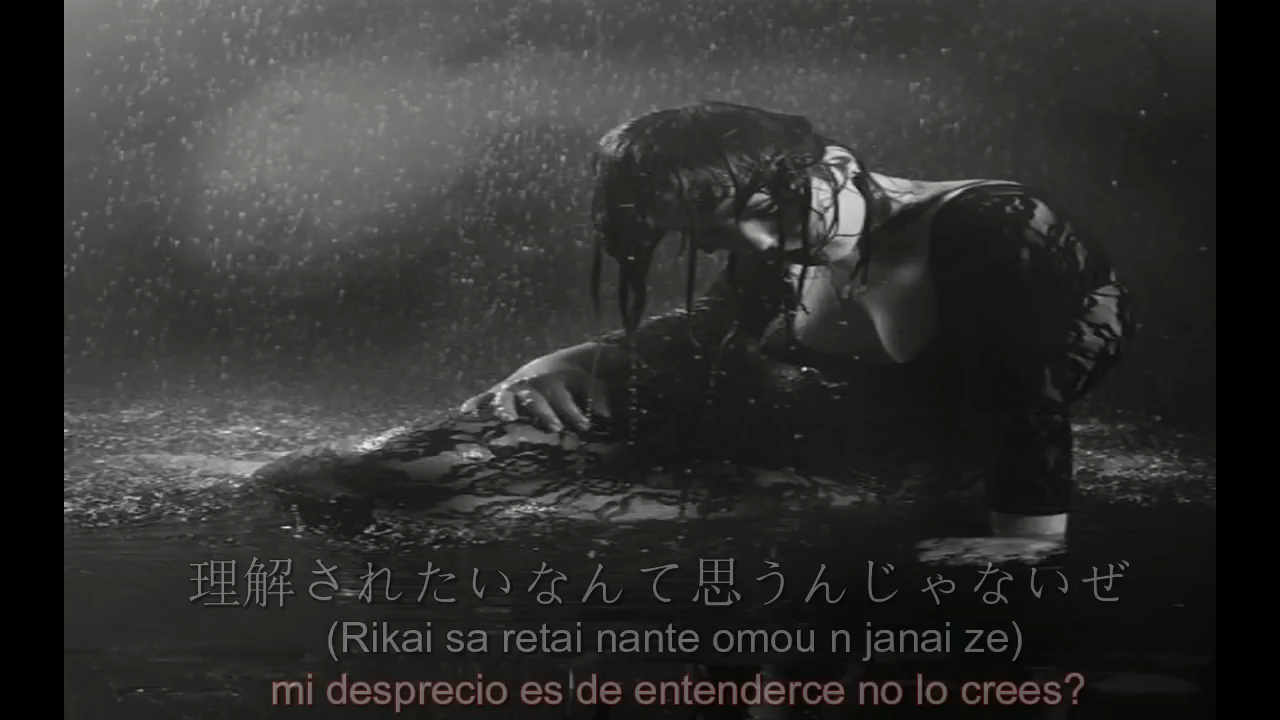 理解されたいなんて思うんじゃないぜ
(Rikai sa retai nante omou n janai ze)
mi desprecio es de entenderce no lo crees?